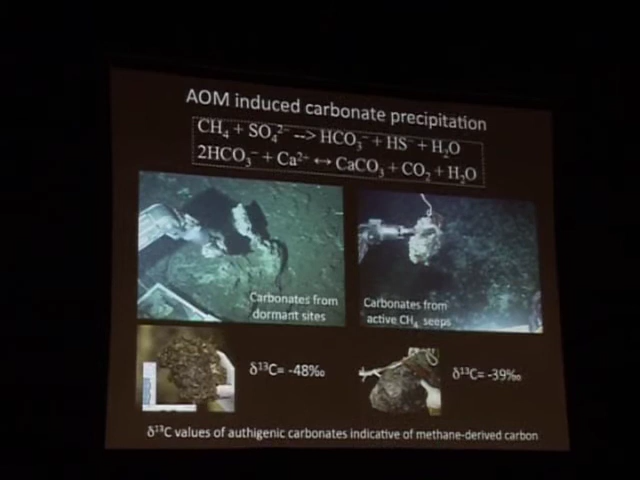 AOM induced carbonate precipitation
CH₄ + SO₄²⁻ --> HCO₃⁻ + HS⁻ + H₂O
2HCO₃⁻ + Ca²⁺ ↔ CaCO₃ + CO₂ + H₂O
Carbonates from
dormant sites
Carbonates from
active CH₄ seeps
δ¹³C= -48‰
δ¹³C= -39‰
δ¹³C values of authigenic carbonates indicative of methane-derived carbon